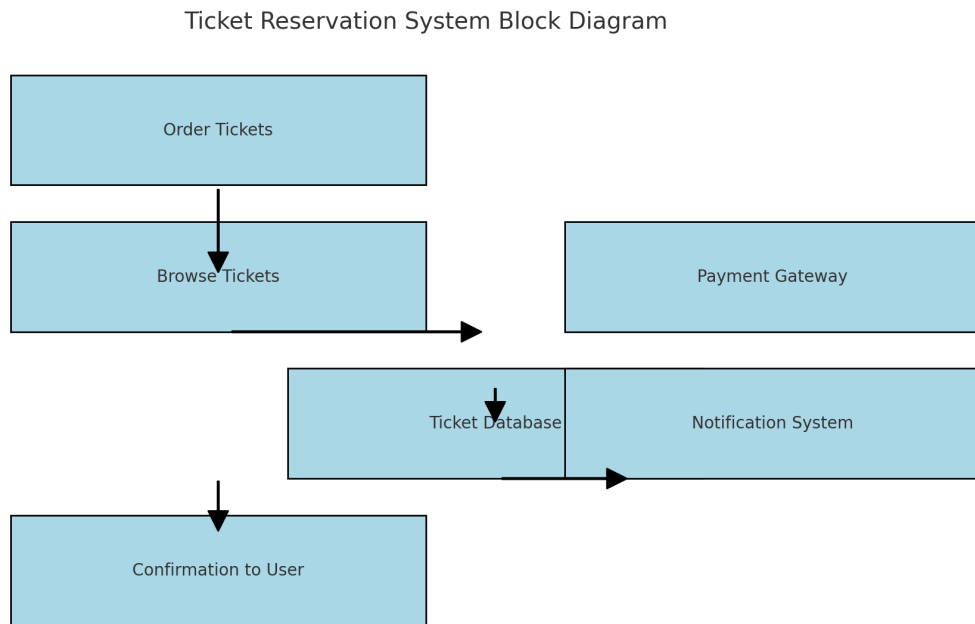 Ticket Reservation System Block Diagram
Order Tickets
Browse Tickets
Payment Gateway
Ticket Database
Notification System
Confirmation to User